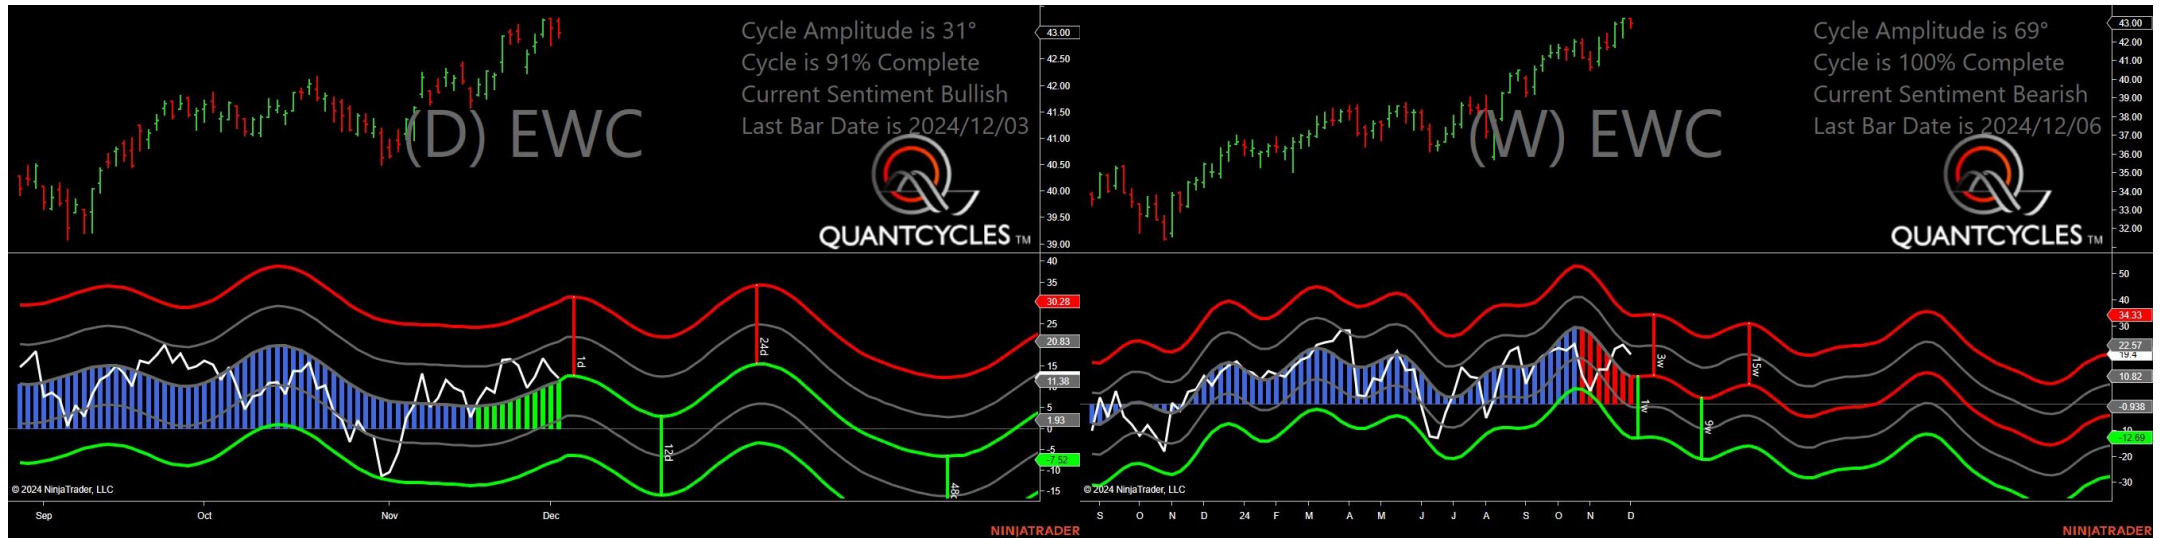 Cycle Amplitude is 31°
Cycle is 91% Complete
Current Sentiment Bullish
Last Bar Date is 2024/12/03
(D) EWC
QUANTCYCLES TM
43.00
42.50
42.00
41.50
41.00
40.50
40.00
39.50
39.00
40
35
30.28
25
20.83
15
11.38
5
1.93
0
-5
-7.52
-10
-15
1d
24d
12d
48d
© 2024 NinjaTrader, LLC
Sep Oct Nov Dec
NINJATRADER
Cycle Amplitude is 69°
Cycle is 100% Complete
Current Sentiment Bearish
Last Bar Date is 2024/12/06
(W) EWC
QUANTCYCLES TM
43.00
42.00
41.00
40.00
39.00
38.00
37.00
36.00
35.00
34.00
33.00
32.00
50
40
34.33
30
22.57
19.4
10.82
-0.938
-12.69
-20
-30
3w
15w
1w
9w
© 2024 NinjaTrader, LLC
S O N D 24 F M A M J J A S O N D
NINJATRADER